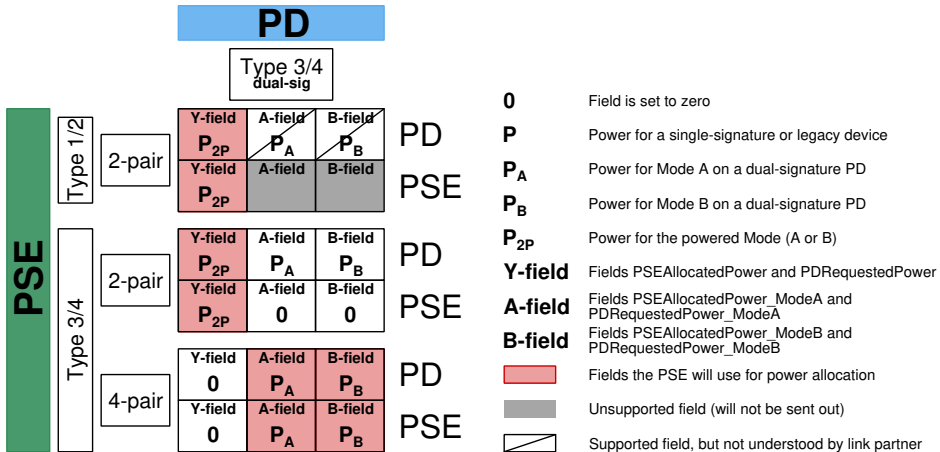 PD
Type 3/4
dual-sig
PSE
Type 1/2
2-pair
Y-field A-field B-field
P2P PA PB
PD
Y-field A-field B-field
P2P
PSE
Type 3/4
2-pair
Y-field A-field B-field
P2P PA PB
PD
Y-field A-field B-field
P2P 0 0
PSE
4-pair
Y-field A-field B-field
0 PA PB
PD
Y-field A-field B-field
0 PA PB
PSE
0 Field is set to zero
P Power for a single-signature or legacy device
PA Power for Mode A on a dual-signature PD
PB Power for Mode B on a dual-signature PD
P2P Power for the powered Mode (A or B)
Y-field Fields PSEAllocatedPower and PDRequestedPower
A-field Fields PSEAllocatedPower_ModeA and
PDRequestedPower_ModeA
B-field Fields PSEAllocatedPower_ModeB and
PDRequestedPower_ModeB
Fields the PSE will use for power allocation
Unsupported field (will not be sent out)
Supported field, but not understood by link partner